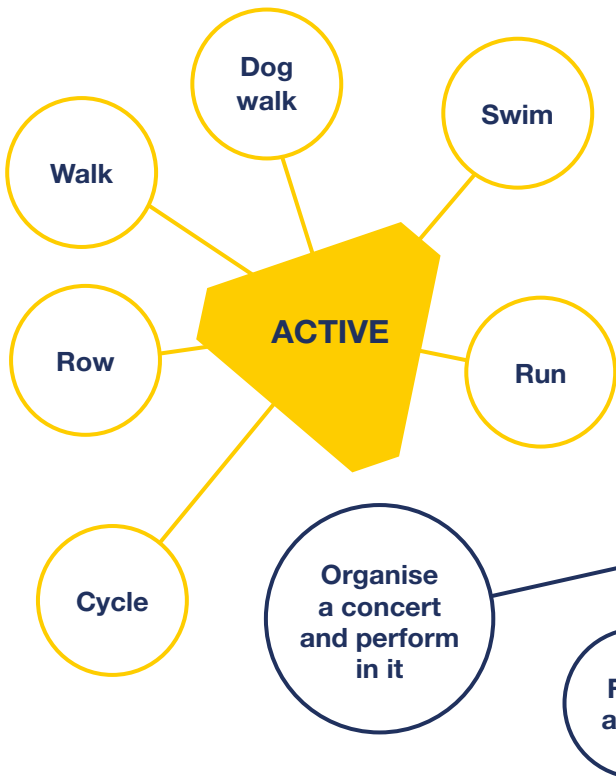 Dog
walk
Swim
Walk
ACTIVE
Row
Run
Cycle
Organise
a concert
and perform
in it